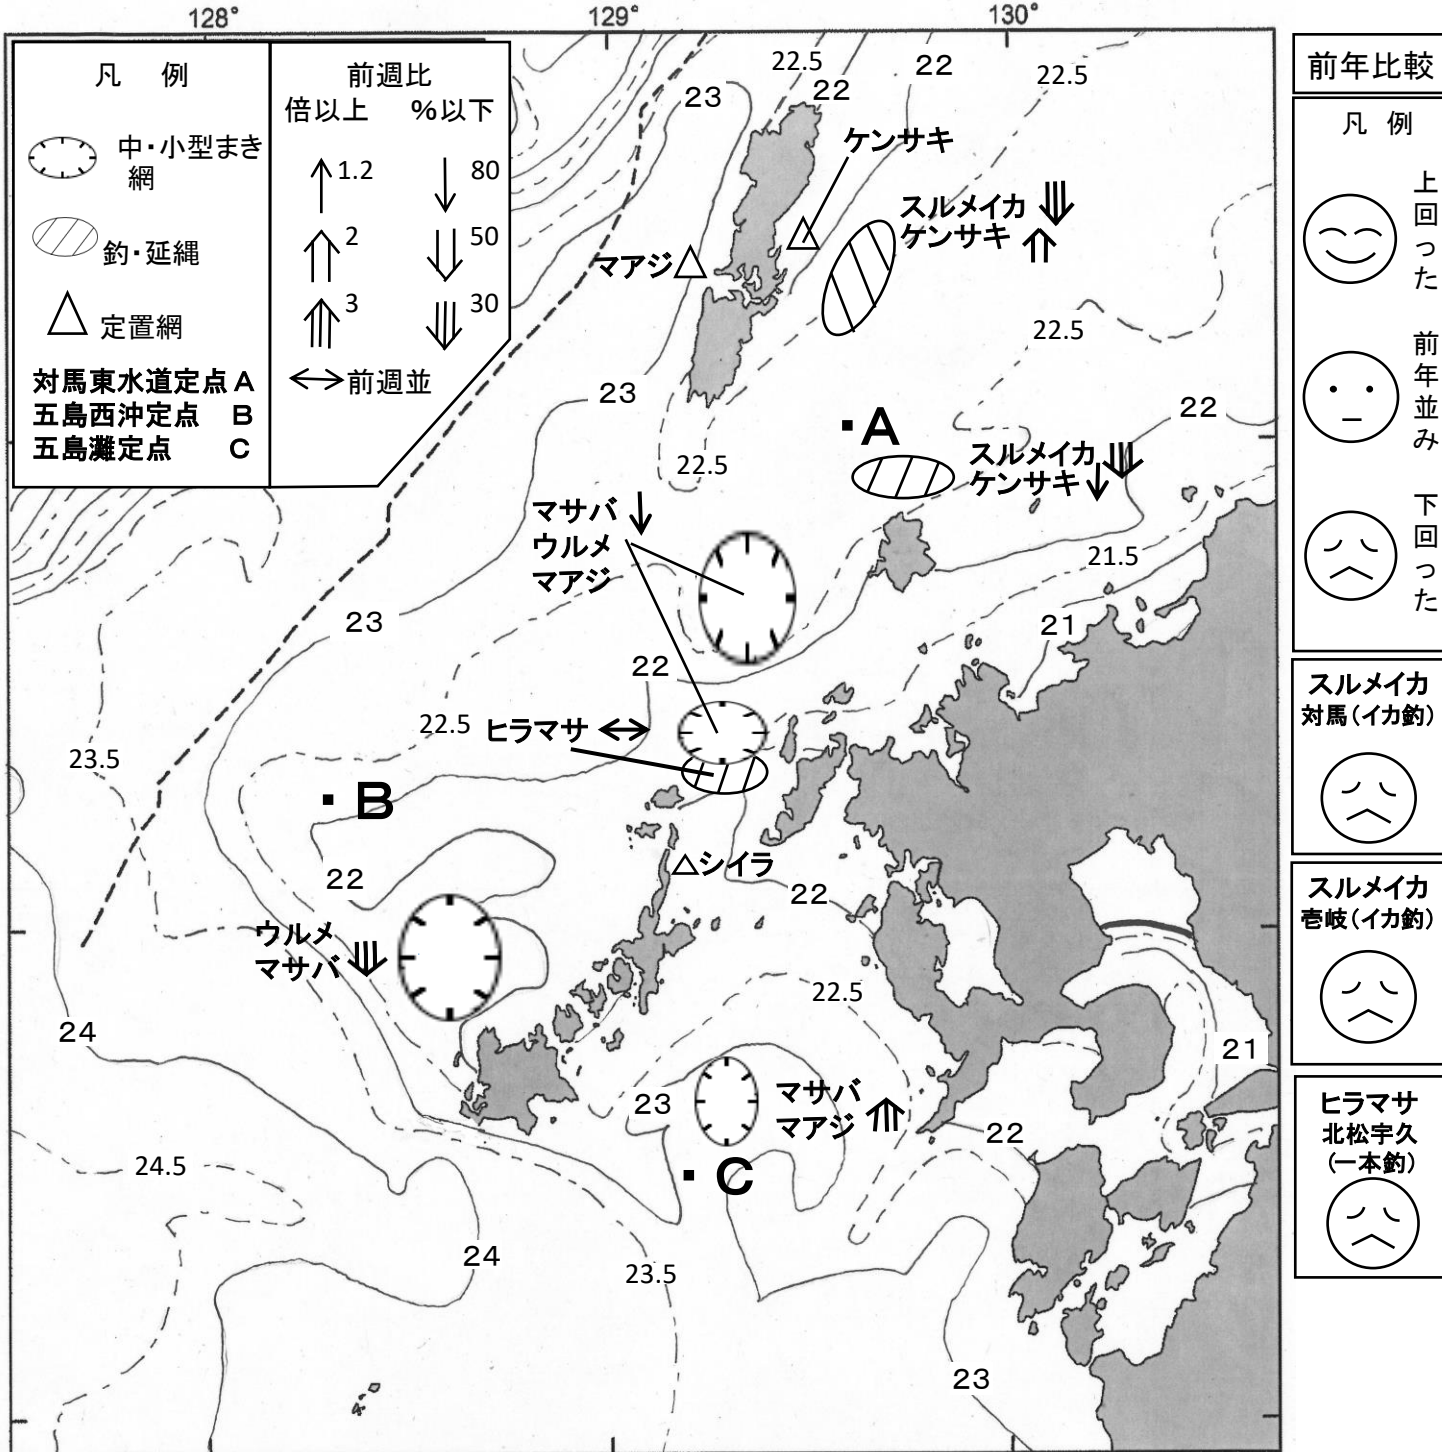 128°
129°
130°
凡 例
中・小型まき
網
釣・延縄
定置網
対馬東水道定点 A
五島西沖定点 B
五島灘定点 C
前週比
倍以上 %以下
1.2 80
2 50
3 30
前週並
22.5
22
22.5
23
22
ケンサキ
スルメイカ
ケンサキ
マアジ
22.5
23
22
A
スルメイカ
ケンサキ
22.5
マサバ
ウルメ
マアジ
21.5
23
21
22
22.5
ヒラマサ
23.5
B
シイラ
22
22
ウルメ
マサバ
22.5
24
21
23
マサバ
マアジ
22
24.5
C
24
23.5
23
前年比較
凡 例
上回った
前年並み
下回った
スルメイカ
対馬(イカ釣)
スルメイカ
壱岐(イカ釣)
ヒラマサ
北松宇久
(一本釣)